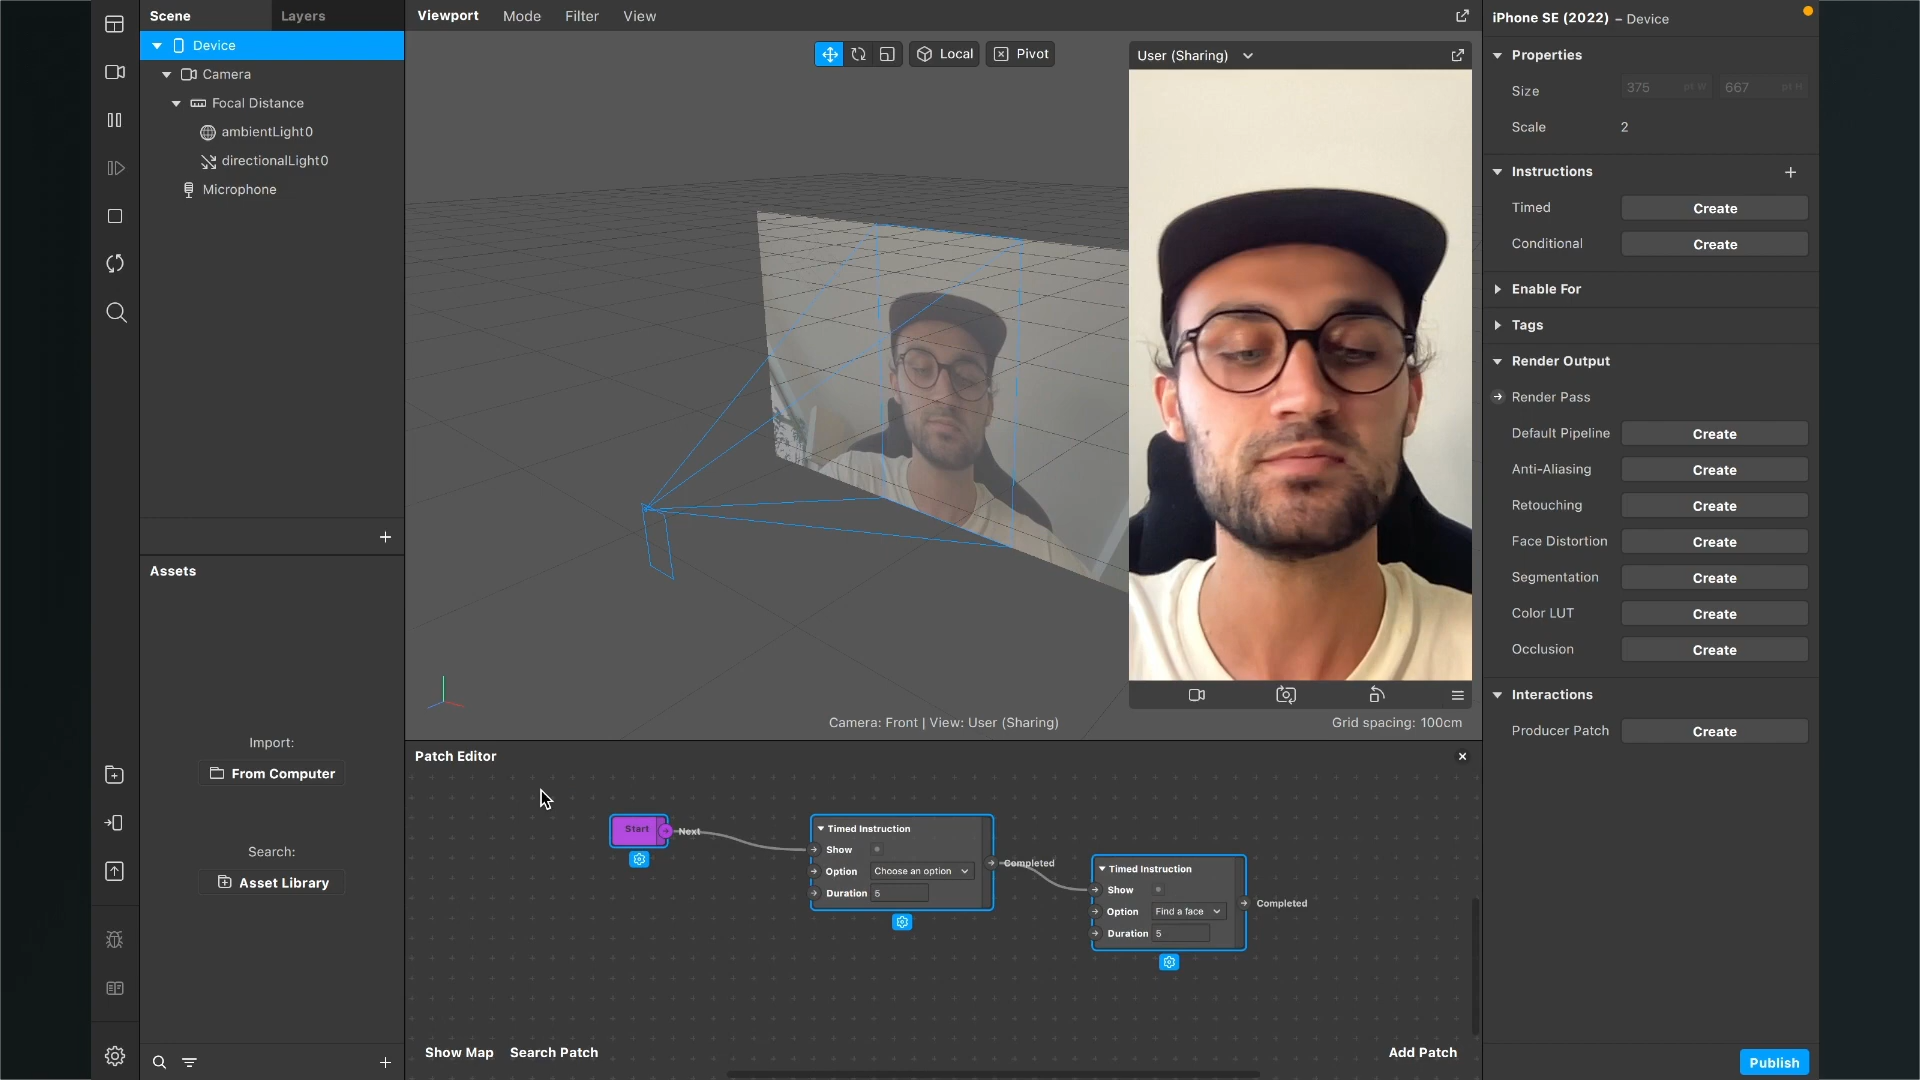 Scene
Layers
Device
Camera
Focal Distance
ambientLight0
directionalLight0
Microphone
Assets
Import:
From Computer
Search:
Asset Library
Viewport
Mode
Filter
View
Local
Pivot
User (Sharing)
Camera: Front | View: User (Sharing)
Grid spacing: 100cm
Patch Editor
Start
Next
Timed Instruction
Show
Option
Choose an option
Duration
5
Completed
Timed Instruction
Show
Option
Find a face
Duration
5
Completed
Show Map
Search Patch
Add Patch
iPhone SE (2022) – Device
Properties
Size
375
pt W
667
pt H
Scale
2
Instructions
Timed
Create
Conditional
Create
Enable For
Tags
Render Output
Render Pass
Default Pipeline
Create
Anti-Aliasing
Create
Retouching
Create
Face Distortion
Create
Segmentation
Create
Color LUT
Create
Occlusion
Create
Interactions
Producer Patch
Create
Publish